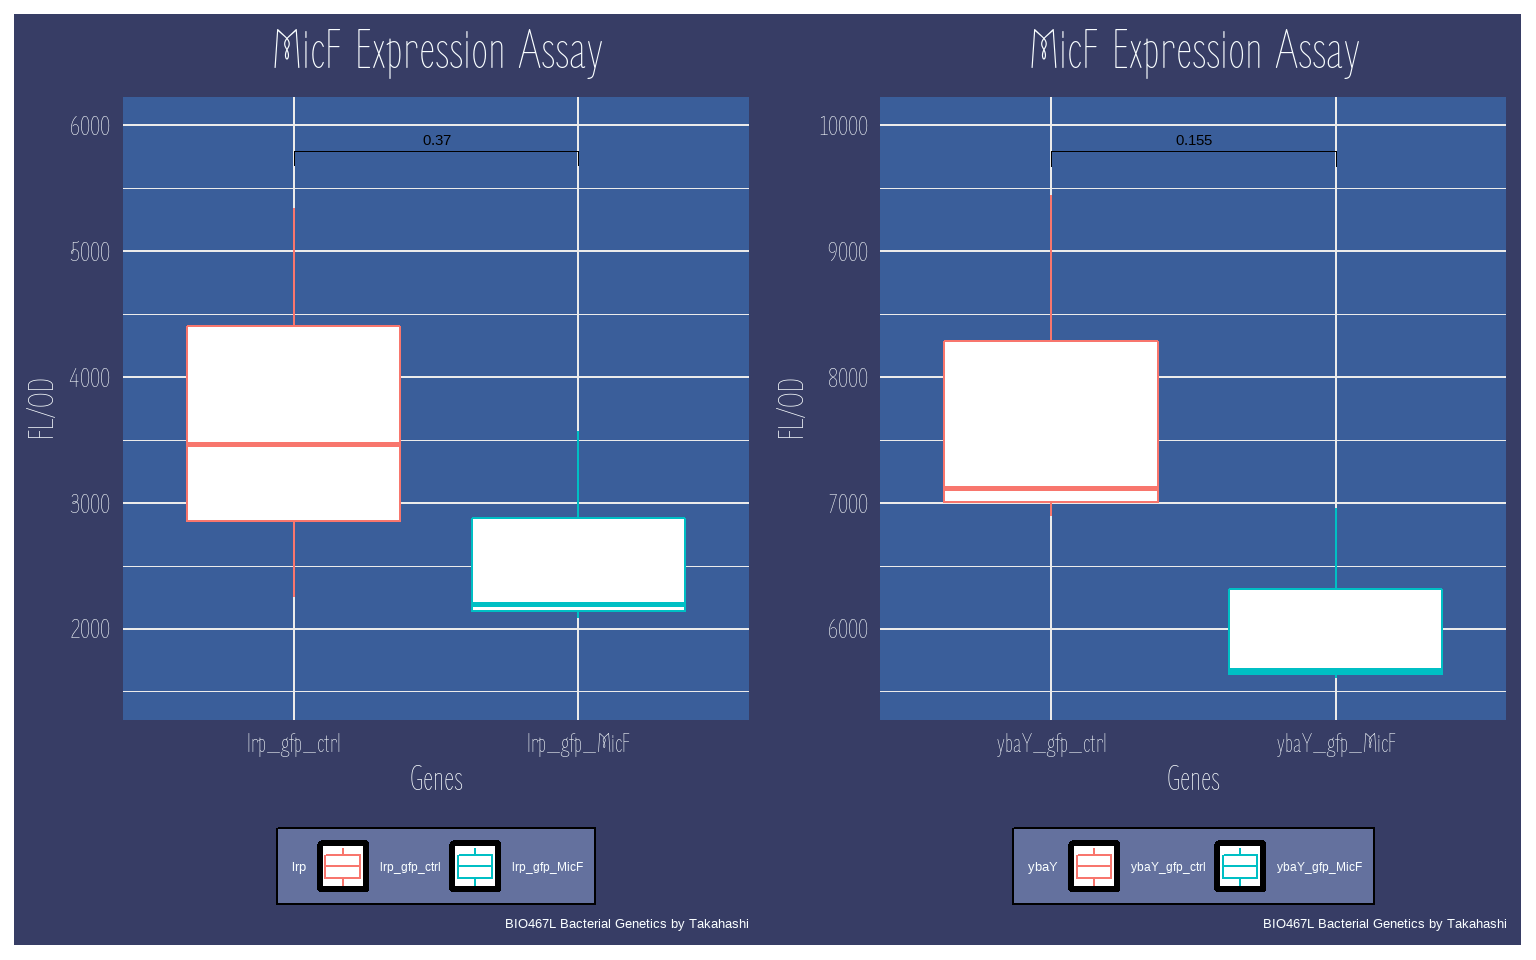 MicF Expression Assay
6000
5000
4000
3000
2000
FL/OD
0.37
lrp_gfp_ctrl
lrp_gfp_MicF
Genes
lrp lrp_gfp_ctrl lrp_gfp_MicF
BIO467L Bacterial Genetics by Takahashi
MicF Expression Assay
10000
9000
8000
7000
6000
FL/OD
0.155
ybaY_gfp_ctrl
ybaY_gfp_MicF
Genes
ybaY ybaY_gfp_ctrl ybaY_gfp_MicF
BIO467L Bacterial Genetics by Takahashi